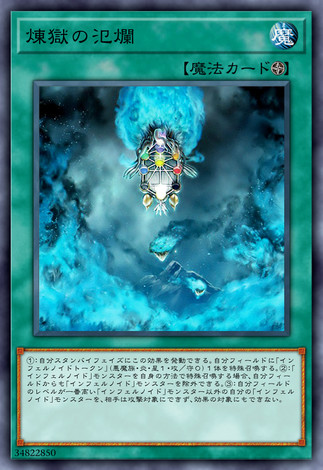 煉獄の氾爛
魔
【魔法カード】
①:自分スタンバイフェイズにこの効果を発動できる。自分フィールドに「イン
フェルノイドトークン」(悪魔族・炎・星1・攻/守0)1体を特殊召喚する。②:
「インフェルノイド」モンスターを自身の方法で特殊召喚する場合、自分フィー
ルドからも「インフェルノイド」モンスターを除外できる。③:自分フィールド
のレベルが一番高い「インフェルノイド」モンスター以外の自分の「インフェルノ
イド」モンスターを、相手は攻撃対象にできず、効果の対象にもできない。
34822850